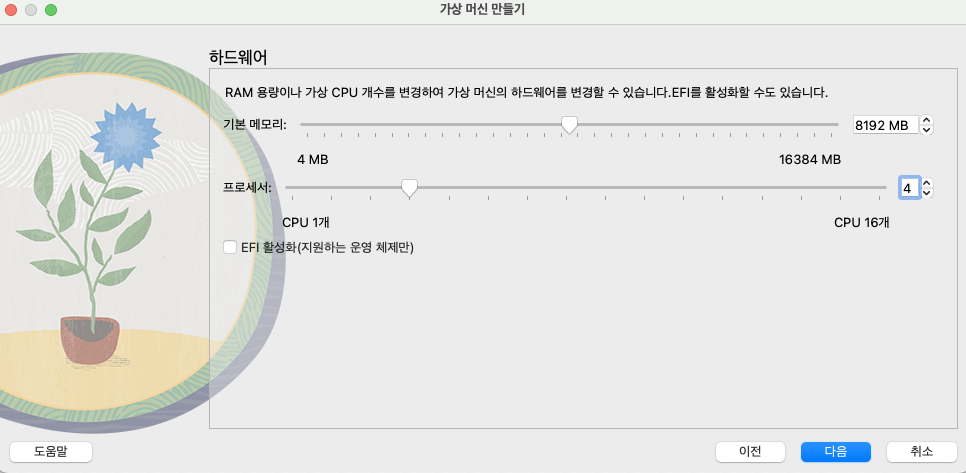 가상 머신 만들기
하드웨어
RAM 용량이나 가상 CPU 개수를 변경하여 가상 머신의 하드웨어를 변경할 수 있습니다.EFI를 활성화할 수도 있습니다.
기본 메모리: 8192 MB
4 MB 16384 MB
프로세서: 4
CPU 1개 CPU 16개
EFI 활성화(지원하는 운영 체제만)
도움말 이전 다음 취소